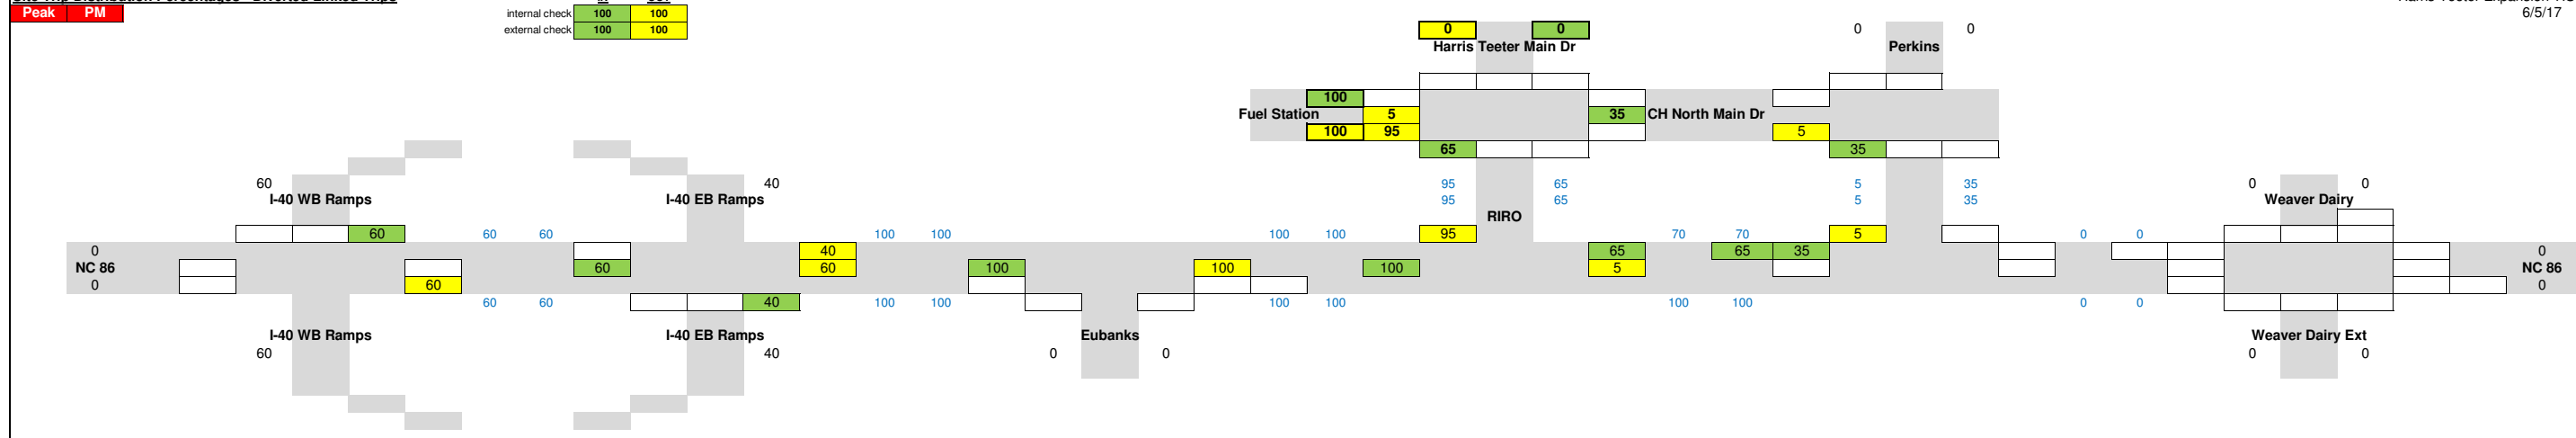 Peak PM
internal check 100 100
external check 100 100
6/5/17
0 0 0 0
Harris Teeter Main Dr Perkins
100
Fuel Station 5 35 CH North Main Dr
100 95 5
65 35
60 40 95 65 5 35 0 0
I-40 WB Ramps I-40 EB Ramps 95 65 5 35 Weaver Dairy
RIRO
60 60 60 100 100 100 100 95 70 70 5 0 0
0 40 65 65 35 0
NC 86 60 60 100 100 100 5 NC 86
0 60 0
60 60 40 100 100 100 100 100 100 0 0
I-40 WB Ramps I-40 EB Ramps Eubanks Weaver Dairy Ext
60 40 0 0 0 0